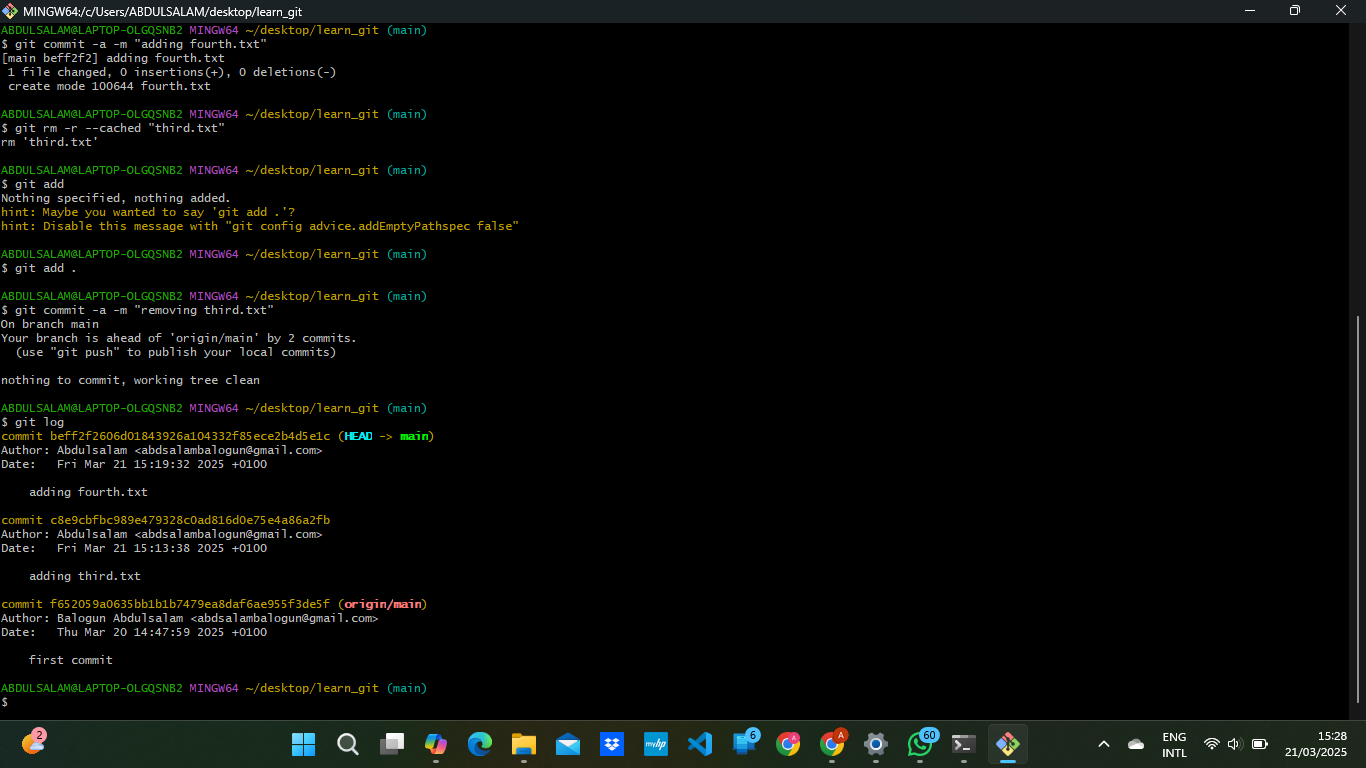 MINGW64:/c/Users/ABDULSALAM/desktop/learn_git
ABDULSALAM@LAPTOP-OLGQSNB2 MINGW64 ~/desktop/learn_git (main)
$ git commit -a -m "adding fourth.txt"
[main beff2f2] adding fourth.txt
 1 file changed, 0 insertions(+), 0 deletions(-)
 create mode 100644 fourth.txt
ABDULSALAM@LAPTOP-OLGQSNB2 MINGW64 ~/desktop/learn_git (main)
$ git rm -r --cached "third.txt"
rm 'third.txt'
ABDULSALAM@LAPTOP-OLGQSNB2 MINGW64 ~/desktop/learn_git (main)
$ git add
Nothing specified, nothing added.
hint: Maybe you wanted to say 'git add .'?
hint: Disable this message with "git config advice.addEmptyPathspec false"
ABDULSALAM@LAPTOP-OLGQSNB2 MINGW64 ~/desktop/learn_git (main)
$ git add .
ABDULSALAM@LAPTOP-OLGQSNB2 MINGW64 ~/desktop/learn_git (main)
$ git commit -a -m "removing third.txt"
On branch main
Your branch is ahead of 'origin/main' by 2 commits.
  (use "git push" to publish your local commits)
nothing to commit, working tree clean
ABDULSALAM@LAPTOP-OLGQSNB2 MINGW64 ~/desktop/learn_git (main)
$ git log
commit beff2f2606d01843926a104332f85ece2b4d5e1c (HEAD -> main)
Author: Abdulsalam <abdsalambalogun@gmail.com>
Date:   Fri Mar 21 15:19:32 2025 +0100
    adding fourth.txt
commit c8e9cbfbc989e479328c0ad816d0e75e4a86a2fb
Author: Abdulsalam <abdsalambalogun@gmail.com>
Date:   Fri Mar 21 15:13:38 2025 +0100
    adding third.txt
commit f652059a0635bb1b1b7479ea8daf6ae955f3de5f (origin/main)
Author: Balogun Abdulsalam <abdsalambalogun@gmail.com>
Date:   Thu Mar 20 14:47:59 2025 +0100
    first commit
ABDULSALAM@LAPTOP-OLGQSNB2 MINGW64 ~/desktop/learn_git (main)
$
2
myhp
6
A
A
60
ENG
INTL
15:28
21/03/2025